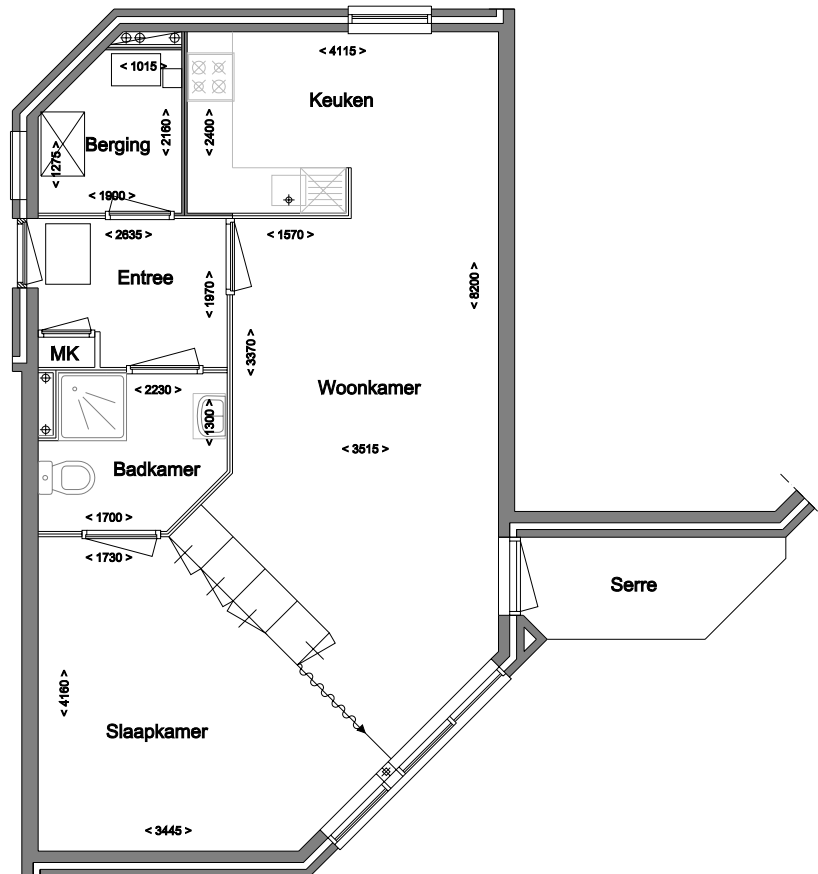 < 4115 >
< 1015 >
Keuken
Berging
< 2160 >
< 2400 >
< 1275 >
< 1900 >
< 2635 >
< 1570 >
Entree
< 1970 >
< 8200 >
MK
< 3370 >
< 2230 >
Woonkamer
< 1300 >
< 3515 >
Badkamer
< 1700 >
< 1730 >
Serre
< 4160 >
Slaapkamer
< 3445 >